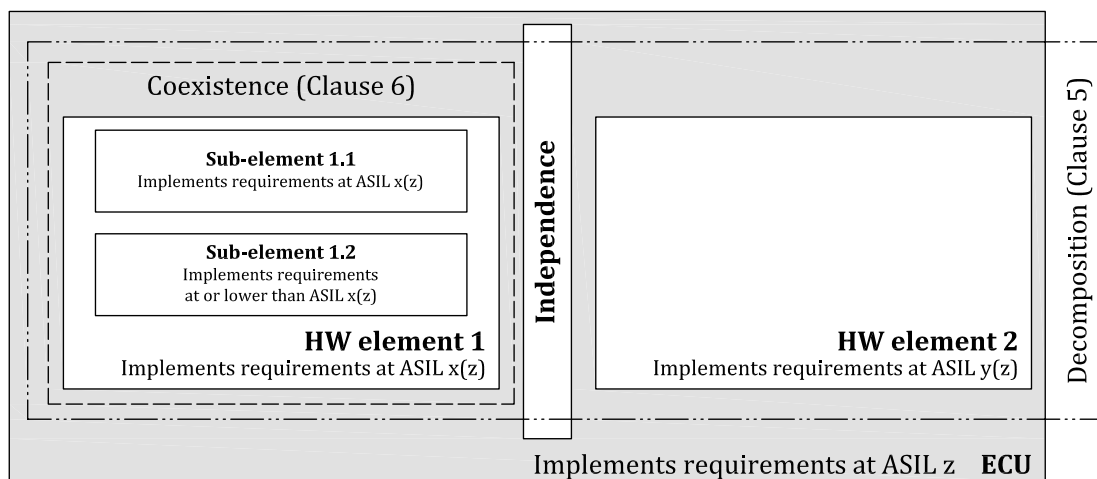 Coexistence (Clause 6)
Sub-element 1.1
Implements requirements at ASIL x(z)
Sub-element 1.2
Implements requirements
at or lower than ASIL x(z)
HW element 1
Implements requirements at ASIL x(z)
Independence
HW element 2
Implements requirements at ASIL y(z)
Decomposition (Clause 5)
Implements requirements at ASIL z ECU